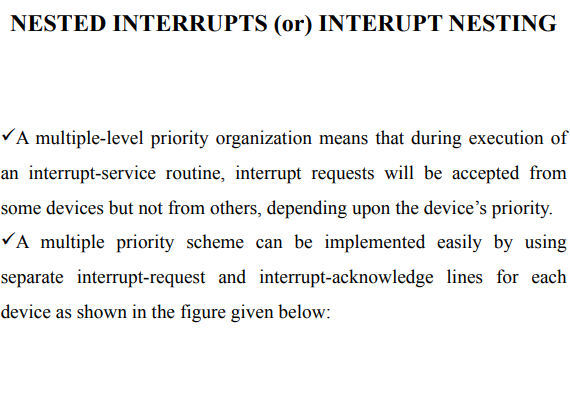 NESTED INTERRUPTS (or) INTERUPT NESTING
✓A multiple-level priority organization means that during execution of
an interrupt-service routine, interrupt requests will be accepted from
some devices but not from others, depending upon the device’s priority.
✓A multiple priority scheme can be implemented easily by using
separate interrupt-request and interrupt-acknowledge lines for each
device as shown in the figure given below: